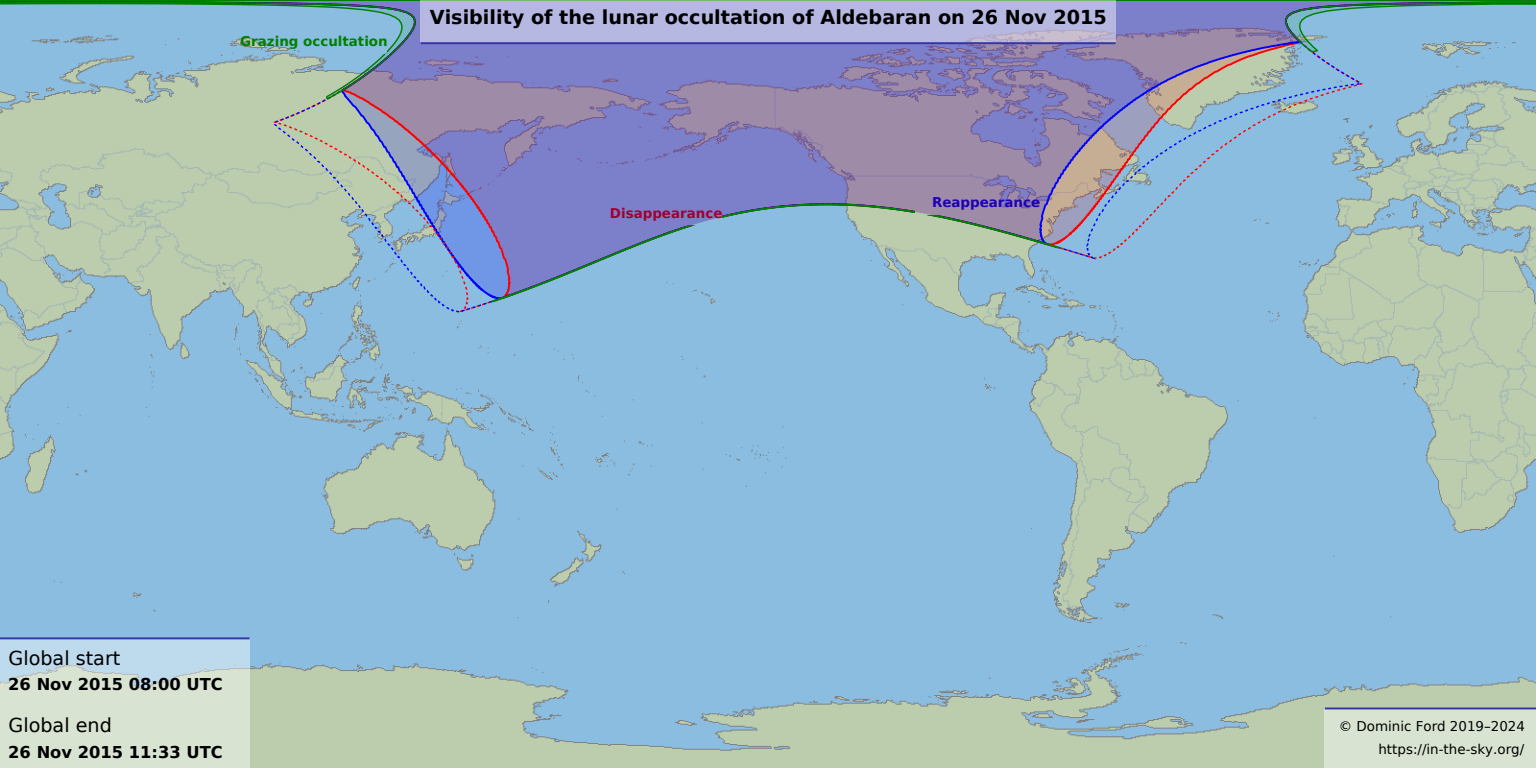 Visibility of the lunar occultation of Aldebaran on 26 Nov 2015
Grazing occultation
Reappearance
Disappearance
Global start
26 Nov 2015 08:00 UTC
Global end
26 Nov 2015 11:33 UTC
© Dominic Ford 2019–2024
https://in-the-sky.org/